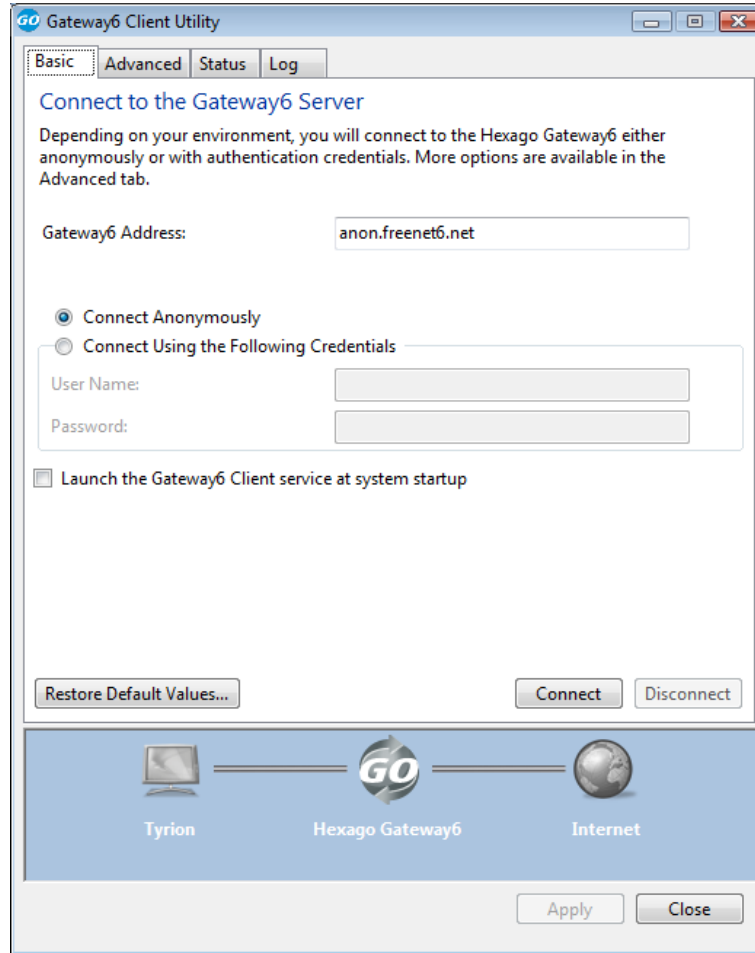 GO Gateway6 Client Utility
Basic Advanced Status Log
Connect to the Gateway6 Server
Depending on your environment, you will connect to the Hexago Gateway6 either
anonymously or with authentication credentials. More options are available in the
Advanced tab.
Gateway6 Address: anon.freenet6.net
Connect Anonymously
Connect Using the Following Credentials
User Name:
Password:
Launch the Gateway6 Client service at system startup
Restore Default Values... Connect Disconnect
GO
Tyrion Hexago Gateway6 Internet
Apply Close